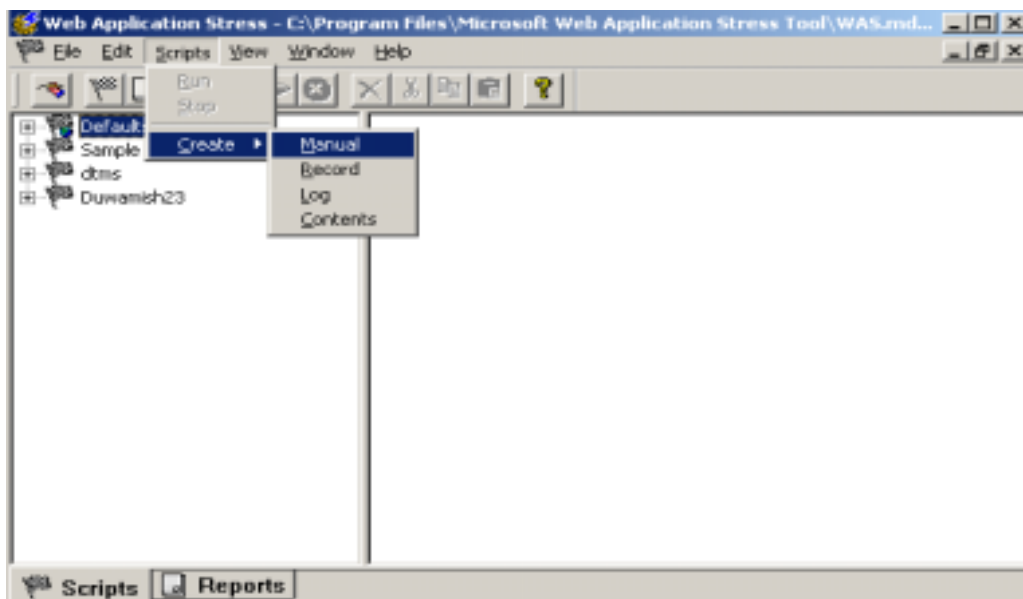 Web Application Stress - C:\Program Files\Microsoft Web Application Stress Tool\WAS.md...
File Edit Scripts View Window Help
Run
Stop
Create
Manual
Record
Log
Contents
Defaults
Sample
dtms
Duwamish23
Scripts Reports